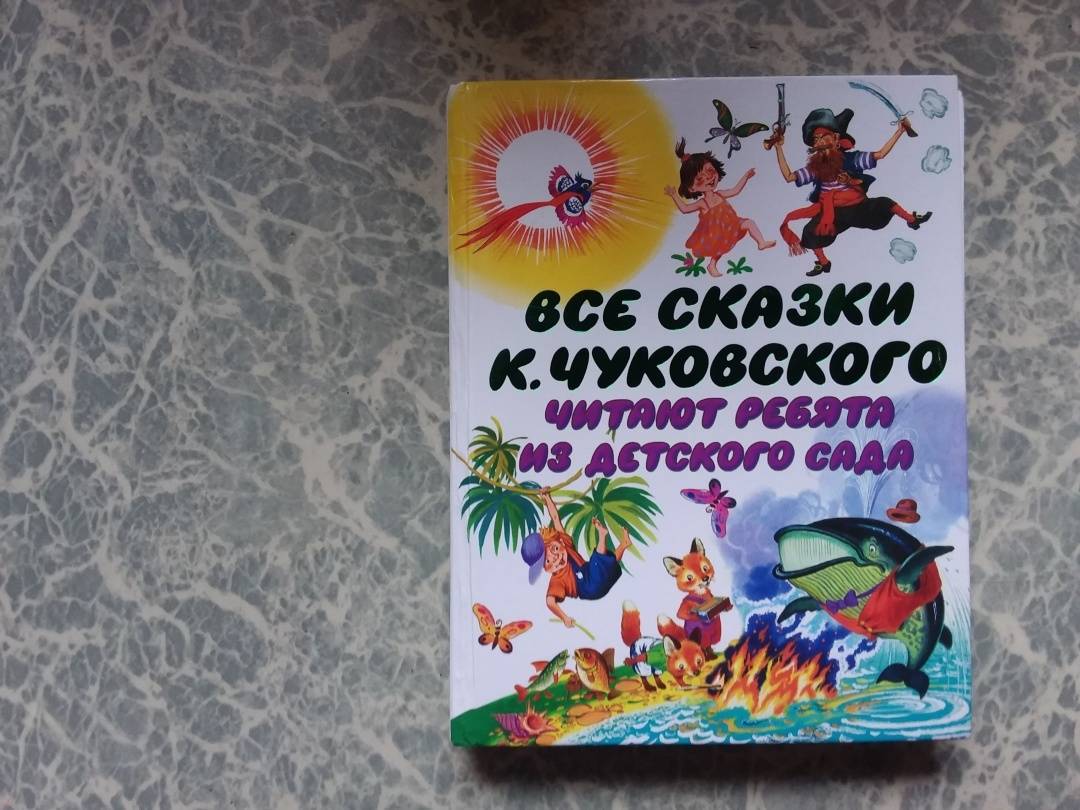 ВСЕ СКАЗКИ
К. ЧУКОВСКОГО
ЧИТАЮТ РЕБЯТА
ИЗ ДЕТСКОГО САДА